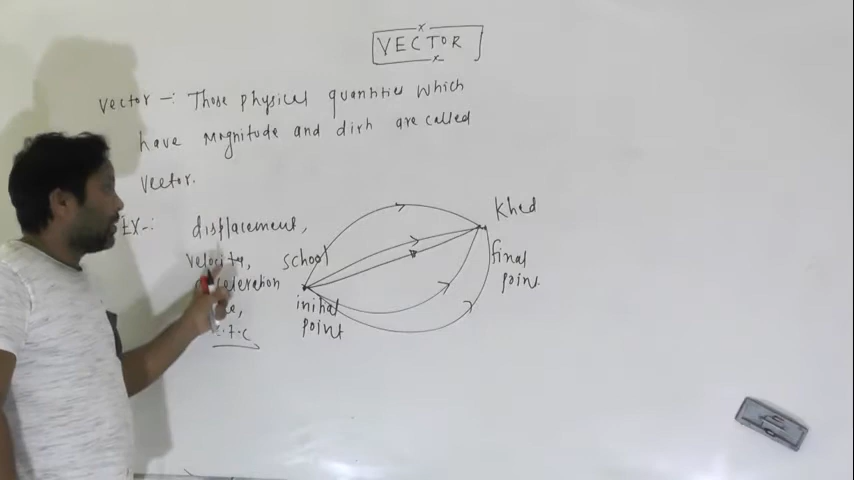 VECTOR
Vector -: Those physical quantities which
have Magnitude and dirn are called
Vector.
EX-: displacement,
velocity,
acceleration
E.T.C
school
initial
point
Khed
final
point.